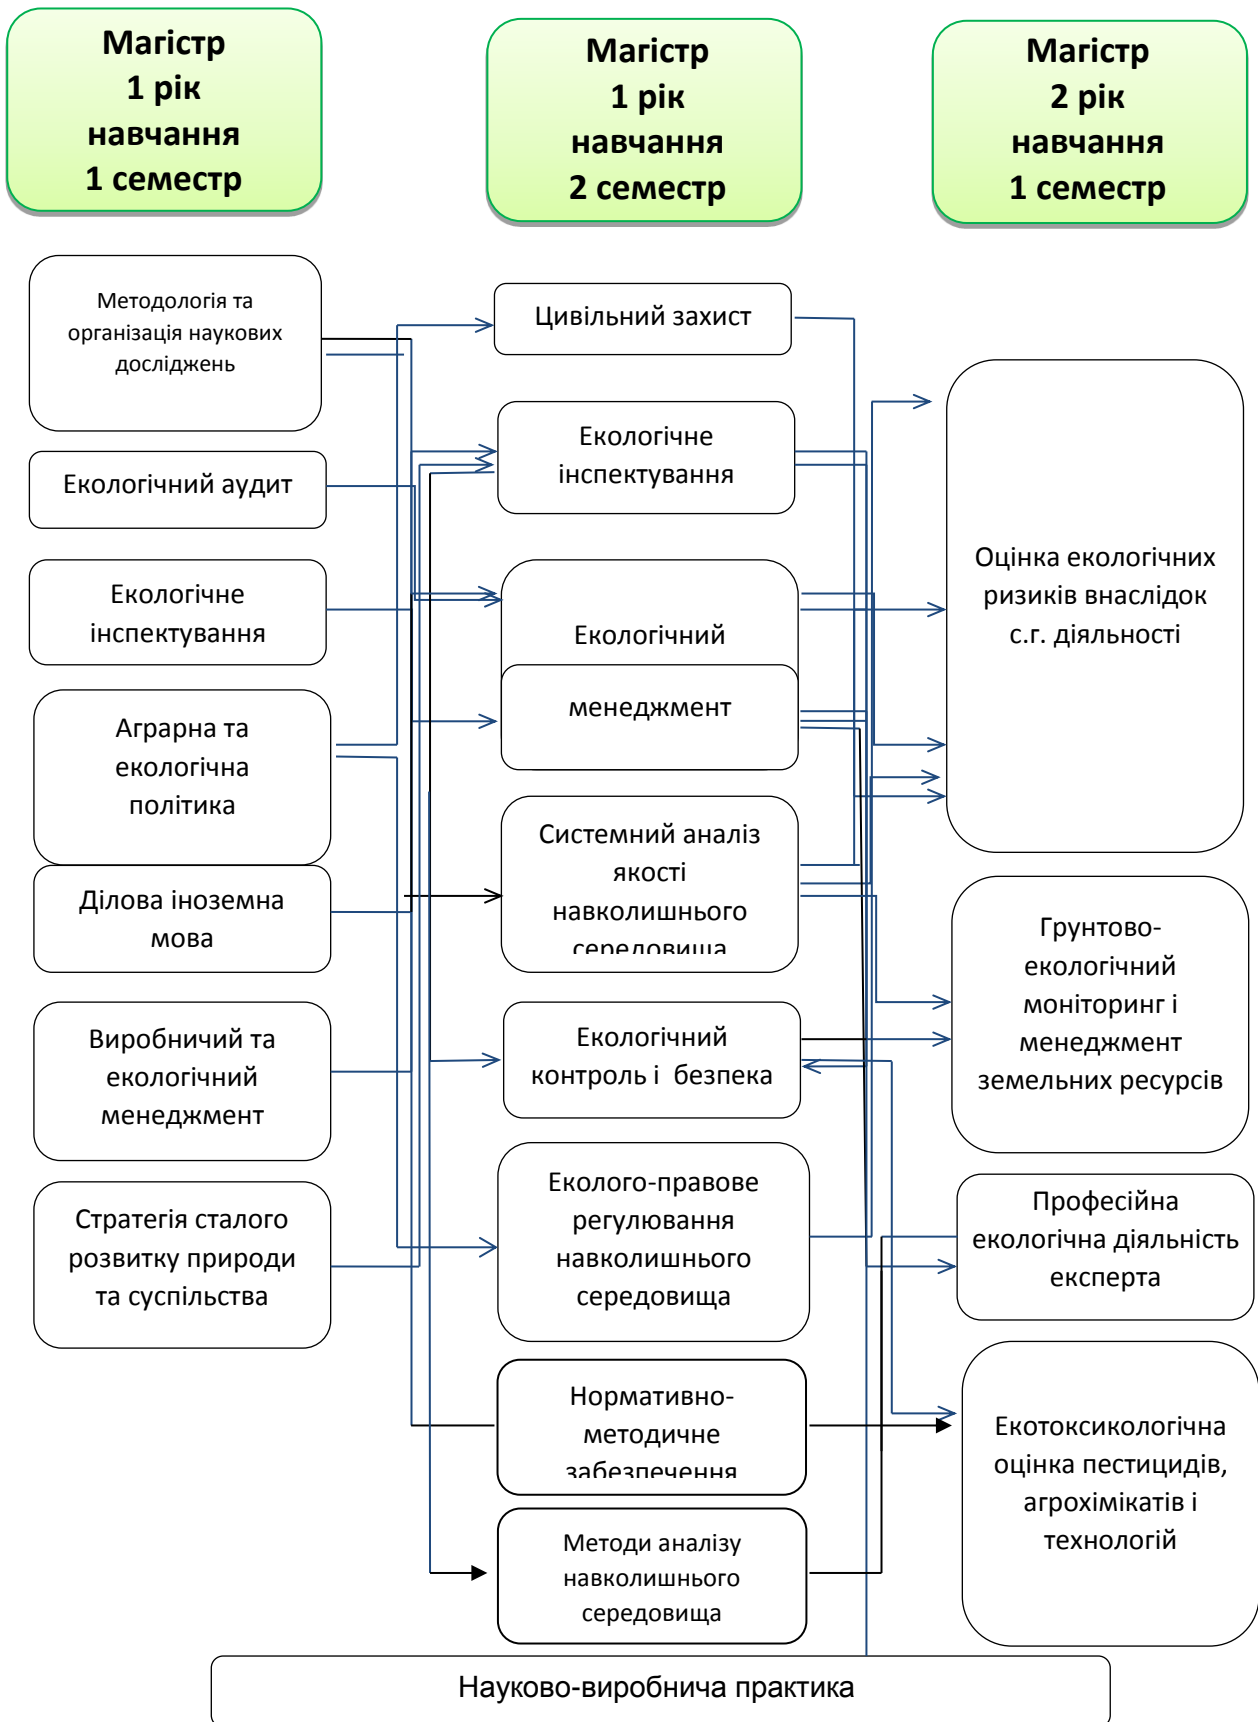 Магістр
1 рік
навчання
1 семестр
Магістр
1 рік
навчання
2 семестр
Магістр
2 рік
навчання
1 семестр
Методологія та
організація наукових
досліджень
Екологічний аудит
Екологічне
інспектування
Аграрна та
екологічна
політика
Ділова іноземна
мова
Виробничий та
екологічний
менеджмент
Стратегія сталого
розвитку природи
та суспільства
Цивільний захист
Екологічне
інспектування
Екологічний
менеджмент
Системний аналіз
якості
навколишнього
середовища
Екологічний
контроль і  безпека
Еколого-правове
регулювання
навколишнього
середовища
Нормативно-
методичне
забезпечення
Методи аналізу
навколишнього
середовища
Оцінка екологічних
ризиків внаслідок
с.г. діяльності
Грунтово-
екологічний
моніторинг і
менеджмент
земельних ресурсів
Професійна
екологічна діяльність
експерта
Екотоксикологічна
оцінка пестицидів,
агрохімікатів і
технологій
Науково-виробнича практика